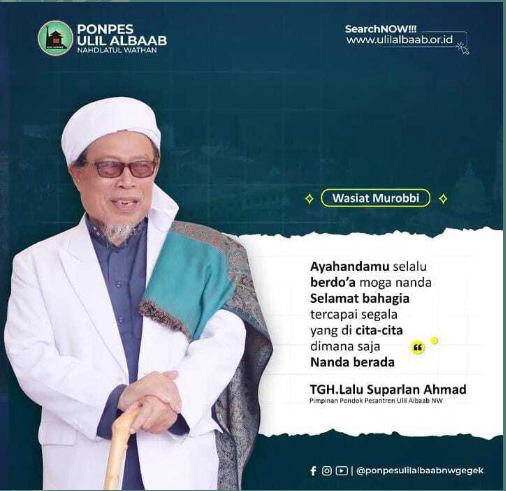 PONPES
ULIL ALBAAB
NAHDLATUL WATHAN
SearchNOW!!!
www.ulilalbaab.or.id
Wasiat Murobbi
Ayahandamu selalu
berdo'a moga nanda
Selamat bahagia
tercapai segala
yang di cita-cita
dimana saja
Nanda berada
TGH.Lalu Suparlan Ahmad
Pimpinan Pondok Pesantren Ulil Albaab NW
@ponpesulilalbaabnwgegek